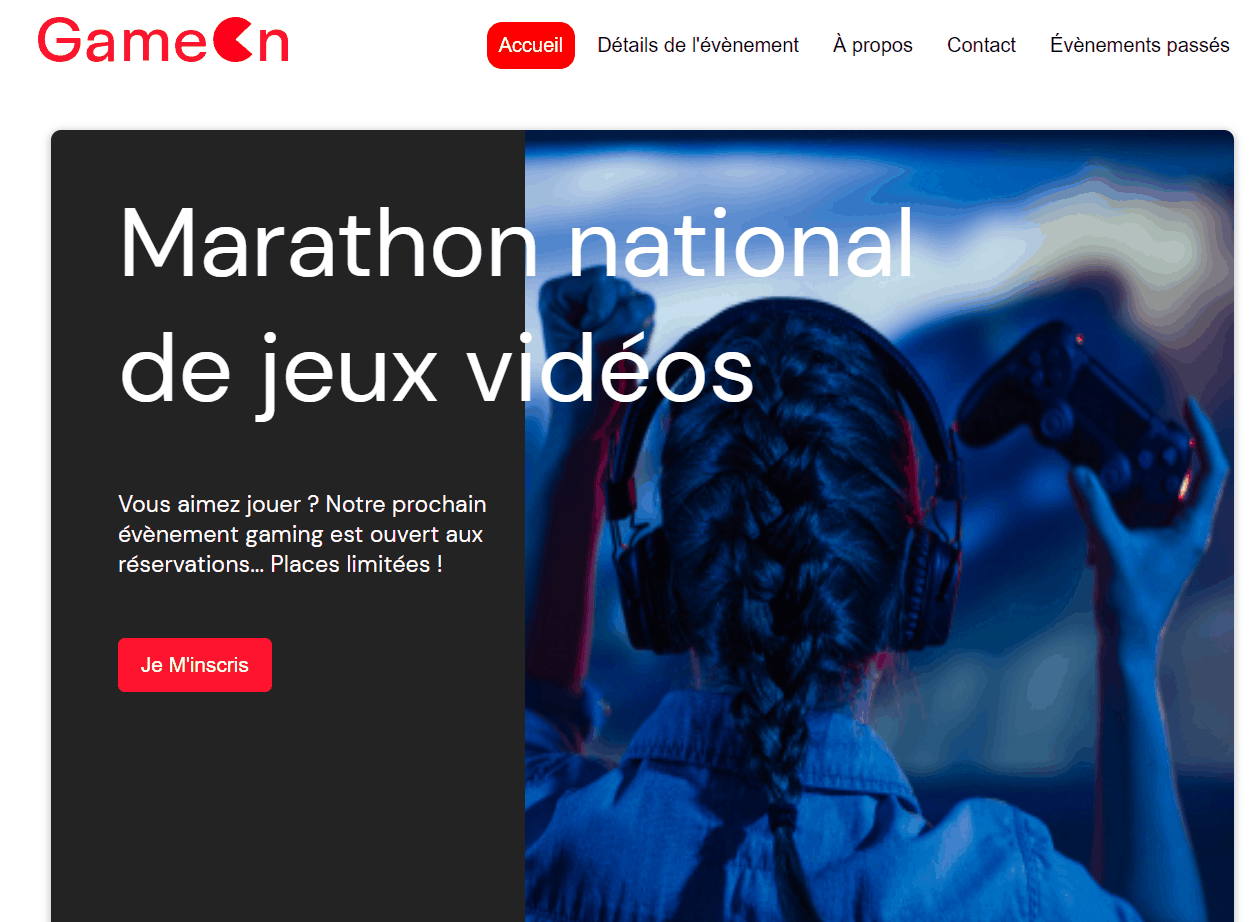 GameOn
Accueil Détails de l'évènement À propos Contact Évènements passés
Marathon national
de jeux vidéos
Vous aimez jouer ? Notre prochain
évènement gaming est ouvert aux
réservations... Places limitées !
Je M'inscris